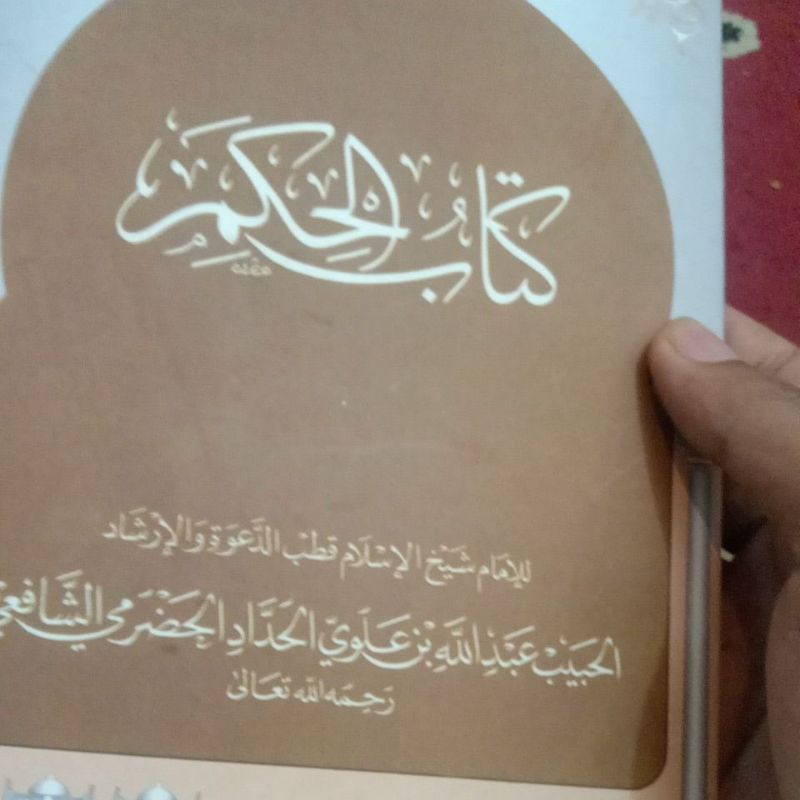 كتاب الحكم
للإمام شيخ الإسلام قطب الدعوة والإرشاد
الحبيب عبد الله بن علوي الحداد الحضرمي الشافعي
رحمه الله تعالى